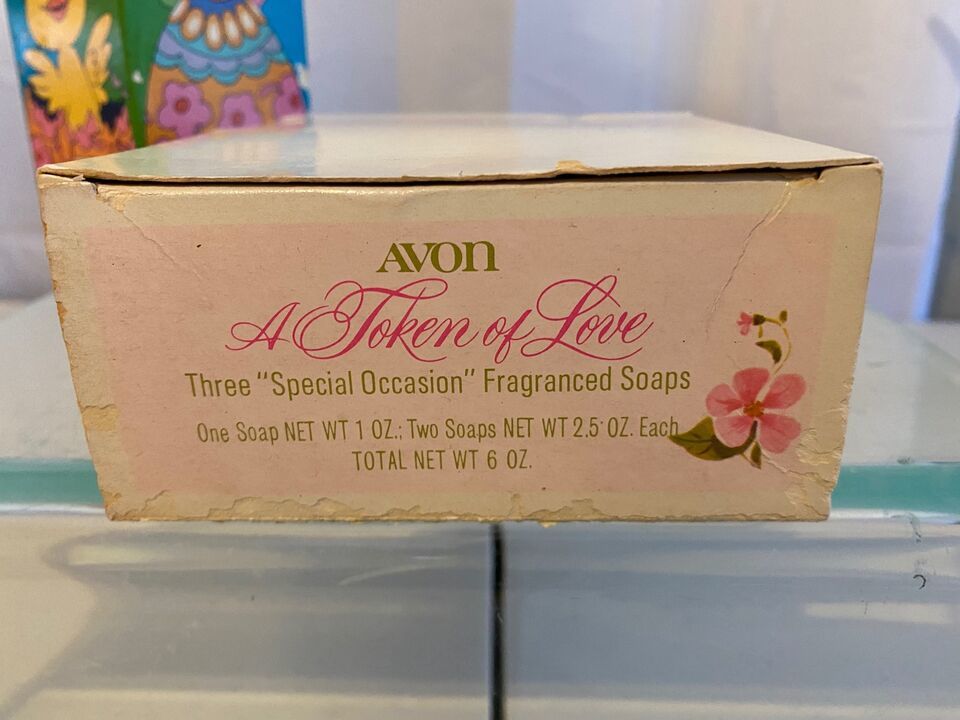 AVON
A Token of Love
Three "Special Occasion" Fragranced Soaps
One Soap NET WT 1 OZ.; Two Soaps NET WT 2.5 OZ. Each
TOTAL NET WT 6 OZ.